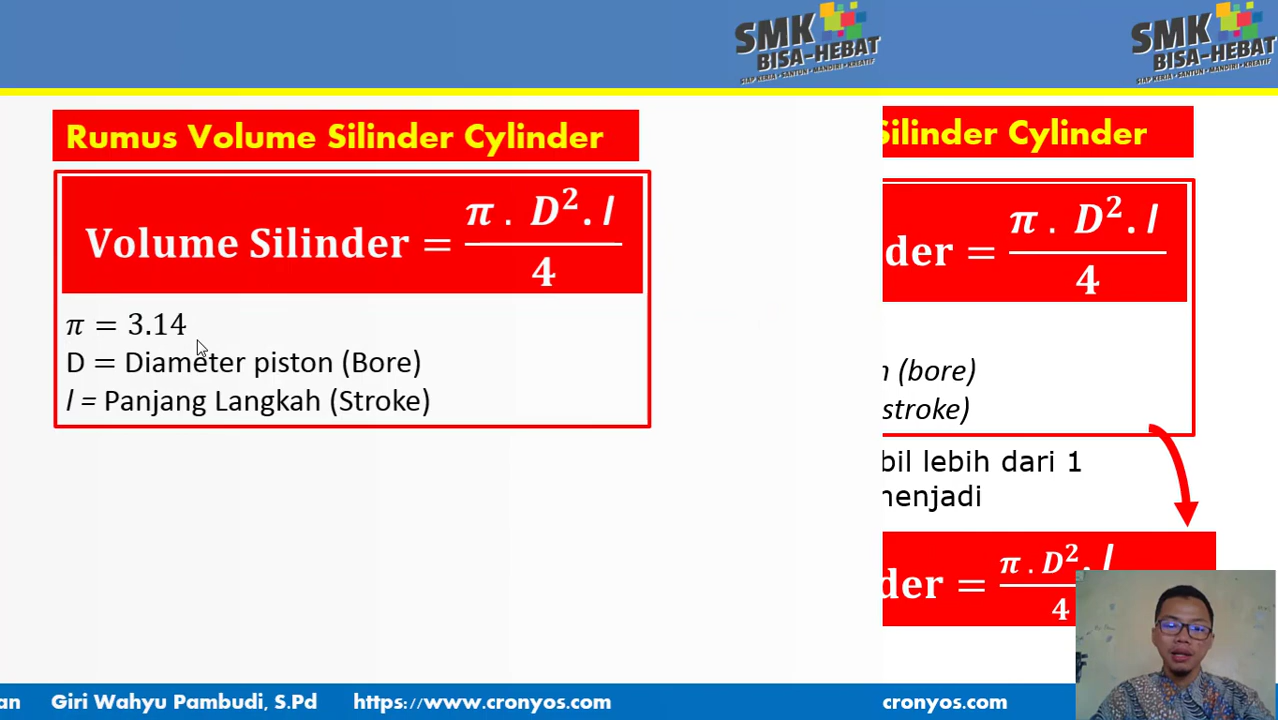 SMK
BISA-HEBAT
SIAP KERJA • SANTUN • MANDIRI • KREATIF
SMK
BISA-HEBAT
SIAP KERJA • SANTUN • MANDIRI • KREATIF
Rumus Volume Silinder Cylinder
Volume Silinder = π . D². l / 4
π = 3.14
D = Diameter piston (Bore)
l = Panjang Langkah (Stroke)
Silinder Cylinder
der = π . D². l / 4
(bore)
stroke)
bil lebih dari 1
menjadi
der = π . D². l / 4
an Giri Wahyu Pambudi, S.Pd https://www.cronyos.com
cronyos.com